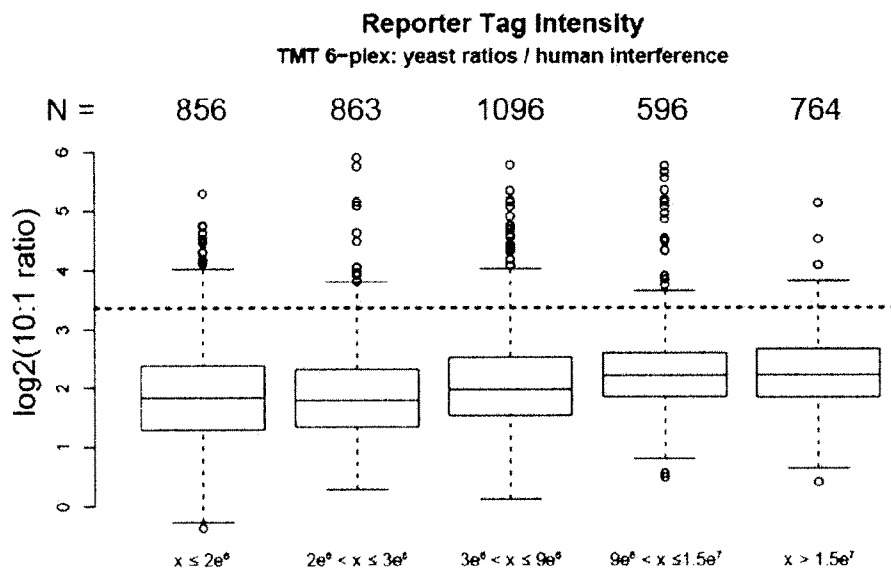 Reporter Tag Intensity
TMT 6-plex: yeast ratios / human interference
N = 856 863 1096 596 764
log2(10:1 ratio)
6
5
4
3
2
1
0
x ≤ 2e⁶ 2e⁶ < x ≤ 3e⁶ 3e⁶ < x ≤ 9e⁶ 9e⁶ < x ≤1.5e⁷ x > 1.5e⁷